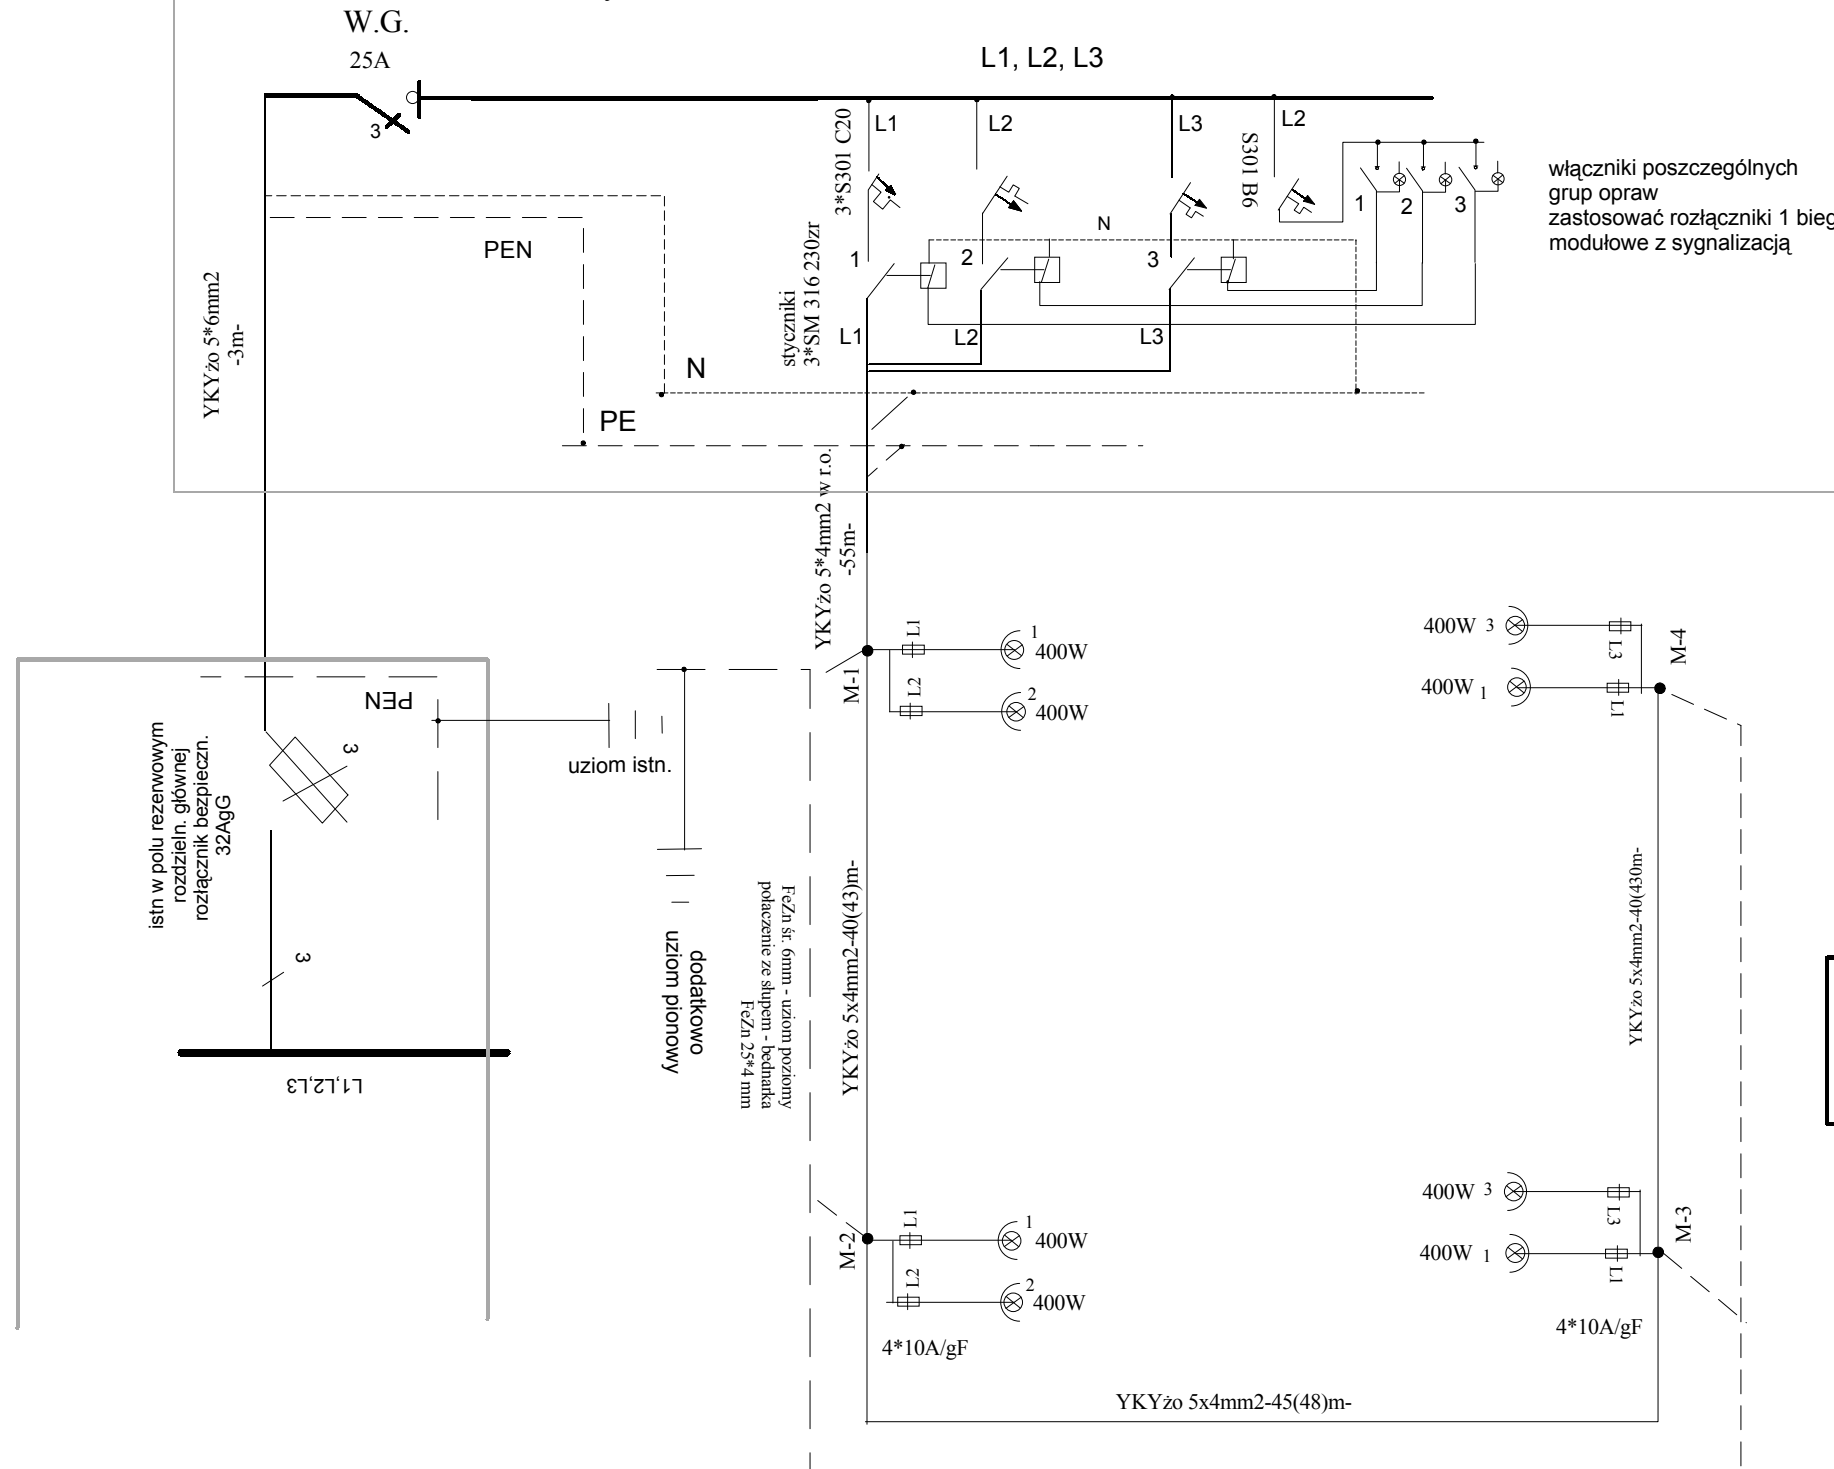 W.G.
25A
L1, L2, L3
3
3*S301 C20
L1
L2
L3
S301 B6
L2
1
2
3
włączniki poszczególnych
grup opraw
zastosować rozłączniki 1 bieg
modułowe z sygnalizacją
PEN
N
1
2
3
styczniki
3*SM 316 230zr
L1
L2
L3
YKYżo 5*6mm2
-3m-
N
PE
YKYżo 5*4mm2 w r.o.
-55m-
PEN
istn w polu rezerwowym
rozdzieln. głównej
rozłącznik bezpieczn.
32AgG
3
3
L1,L2,L3
uziom istn.
dodatkowo
uziom pionowy
FeZn śr. 6mm - uziom poziomy
połaczenie ze słupem - bednarka
FeZn 25*4 mm
M-1
L1
1
400W
L2
2
400W
400W 3
L3
M-4
400W 1
L1
YKYżo 5x4mm2-40(43)m-
YKYżo 5x4mm2-40(430m-
M-2
L1
1
400W
L2
2
400W
4*10A/gF
400W 3
L3
M-3
400W 1
L1
4*10A/gF
YKYżo 5x4mm2-45(48)m-